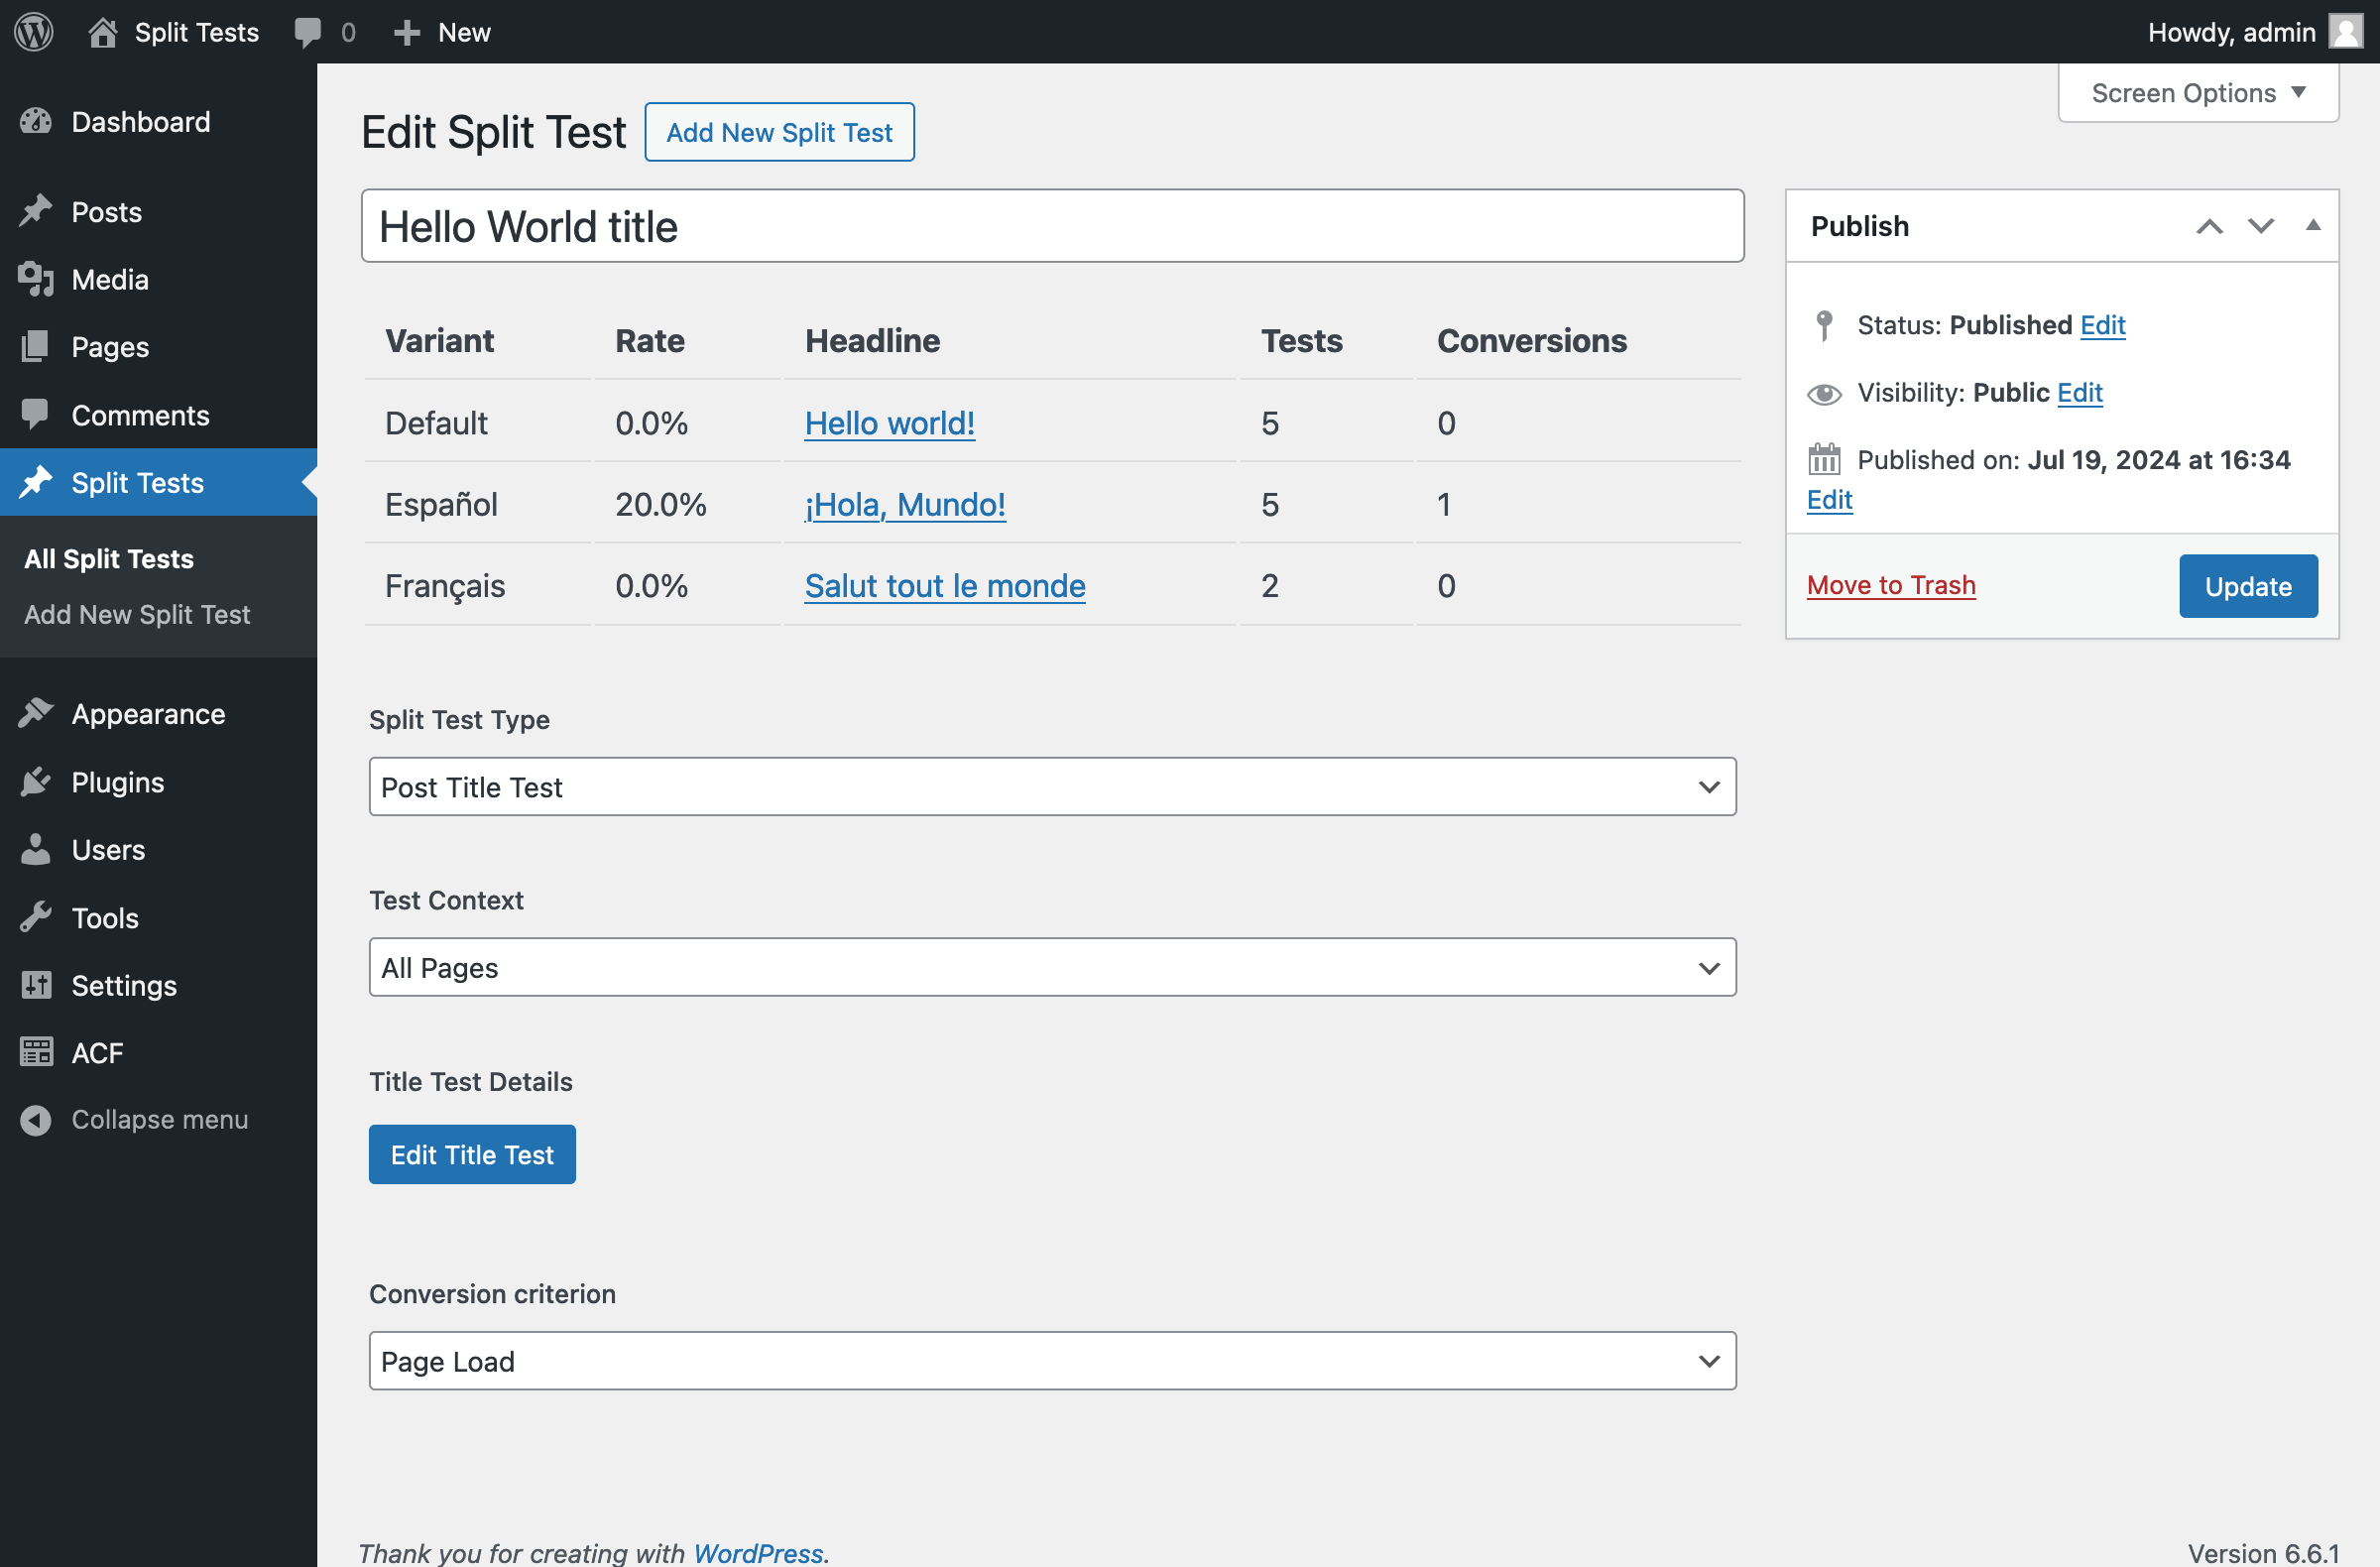 Split Tests
0
New
Howdy, admin
Screen Options
Dashboard
Posts
Media
Pages
Comments
Split Tests
All Split Tests
Add New Split Test
Appearance
Plugins
Users
Tools
Settings
ACF
Collapse menu
Edit Split Test
Add New Split Test
Hello World title
Variant Rate Headline Tests Conversions
Default 0.0% Hello world! 5 0
Español 20.0% ¡Hola, Mundo! 5 1
Français 0.0% Salut tout le monde 2 0
Split Test Type
Post Title Test
Test Context
All Pages
Title Test Details
Edit Title Test
Conversion criterion
Page Load
Publish
Status: Published Edit
Visibility: Public Edit
Published on: Jul 19, 2024 at 16:34
Edit
Move to Trash
Update
Thank you for creating with WordPress.
Version 6.6.1